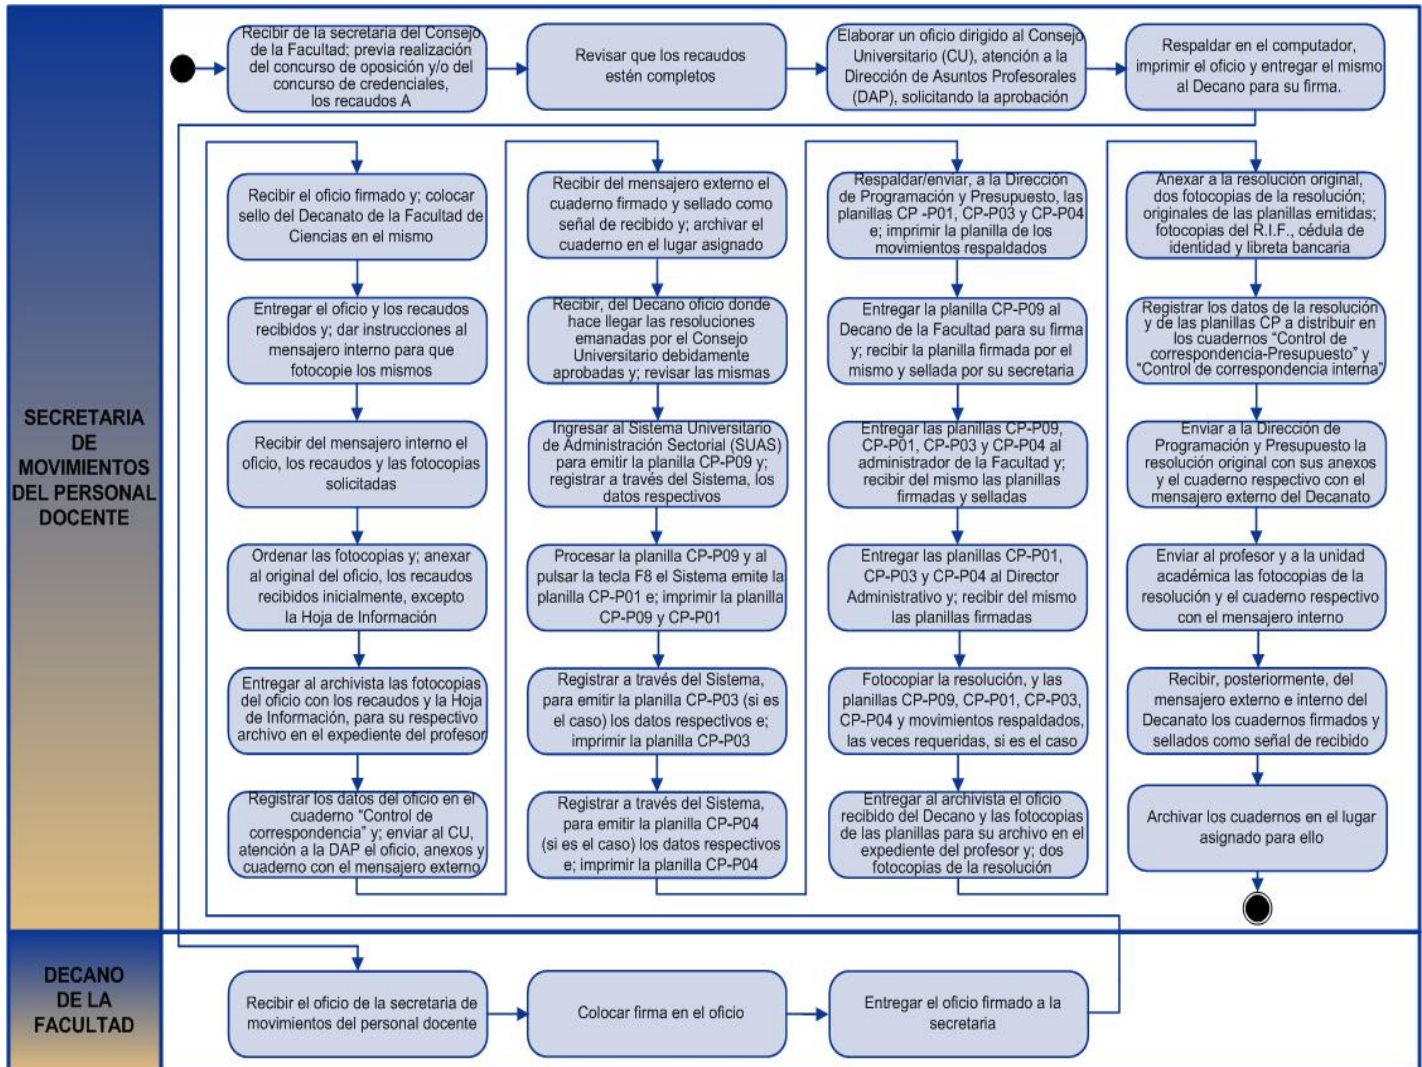 SECRETARIA
DE
MOVIMIENTOS
DEL PERSONAL
DOCENTE
Recibir de la secretaria del Consejo
de la Facultad; previa realización
del concurso de oposición y/o del
concurso de credenciales,
los recaudos A
Revisar que los recaudos
estén completos
Elaborar un oficio dirigido al Consejo
Universitario (CU), atención a la
Dirección de Asuntos Profesorales
(DAP), solicitando la aprobación
Respaldar en el computador,
imprimir el oficio y entregar el mismo
al Decano para su firma.
Recibir el oficio firmado y; colocar
sello del Decanato de la Facultad de
Ciencias en el mismo
Entregar el oficio y los recaudos
recibidos y; dar instrucciones al
mensajero interno para que
fotocopie los mismos
Recibir del mensajero interno el
oficio, los recaudos y las fotocopias
solicitadas
Ordenar las fotocopias y; anexar
al original del oficio, los recaudos
recibidos inicialmente, excepto
la Hoja de Información
Entregar al archivista las fotocopias
del oficio con los recaudos y la Hoja
de Información, para su respectivo
archivo en el expediente del profesor
Registrar los datos del oficio en el
cuaderno “Control de
correspondencia” y; enviar al CU,
atención a la DAP el oficio, anexos y
cuaderno con el mensajero externo
Recibir del mensajero externo el
cuaderno firmado y sellado como
señal de recibido y; archivar el
cuaderno en el lugar asignado
Recibir, del Decano oficio donde
hace llegar las resoluciones
emanadas por el Consejo
Universitario debidamente
aprobadas y; revisar las mismas
Ingresar al Sistema Universitario
de Administración Sectorial (SUAS)
para emitir la planilla CP-P09 y;
registrar a través del Sistema, los
datos respectivos
Procesar la planilla CP-P09 y al
pulsar la tecla F8 el Sistema emite la
planilla CP-P01 e; imprimir la planilla
CP-P09 y CP-P01
Registrar a través del Sistema,
para emitir la planilla CP-P03 (si es
el caso) los datos respectivos e;
imprimir la planilla CP-P03
Registrar a través del Sistema,
para emitir la planilla CP-P04
(si es el caso) los datos respectivos
e; imprimir la planilla CP-P04
Respaldar/enviar, a la Dirección
de Programación y Presupuesto, las
planillas CP -P01, CP-P03 y CP-P04
e; imprimir la planilla de los
movimientos respaldados
Entregar la planilla CP-P09 al
Decano de la Facultad para su firma
y; recibir la planilla firmada por el
mismo y sellada por su secretaria
Entregar las planillas CP-P09,
CP-P01, CP-P03 y CP-P04 al
administrador de la Facultad y;
recibir del mismo las planillas
firmadas y selladas
Entregar las planillas CP-P01,
CP-P03 y CP-P04 al Director
Administrativo y; recibir del mismo
las planillas firmadas
Fotocopiar la resolución, y las
planillas CP-P09, CP-P01, CP-P03,
CP-P04 y movimientos respaldados,
las veces requeridas, si es el caso
Entregar al archivista el oficio
recibido del Decano y las fotocopias
de las planillas para su archivo en el
expediente del profesor y; dos
fotocopias de la resolución
Anexar a la resolución original,
dos fotocopias de la resolución;
originales de las planillas emitidas;
fotocopias del R.I.F., cédula de
identidad y libreta bancaria
Registrar los datos de la resolución
y de las planillas CP a distribuir en
los cuadernos “Control de
correspondencia-Presupuesto” y
“Control de correspondencia interna”
Enviar a la Dirección de
Programación y Presupuesto la
resolución original con sus anexos
y el cuaderno respectivo con el
mensajero externo del Decanato
Enviar al profesor y a la unidad
académica las fotocopias de la
resolución y el cuaderno respectivo
con el mensajero interno
Recibir, posteriormente, del
mensajero externo e interno del
Decanato los cuadernos firmados y
sellados como señal de recibido
Archivar los cuadernos en el lugar
asignado para ello
DECANO
DE LA
FACULTAD
Recibir el oficio de la secretaria de
movimientos del personal docente
Colocar firma en el oficio
Entregar el oficio firmado a la
secretaria